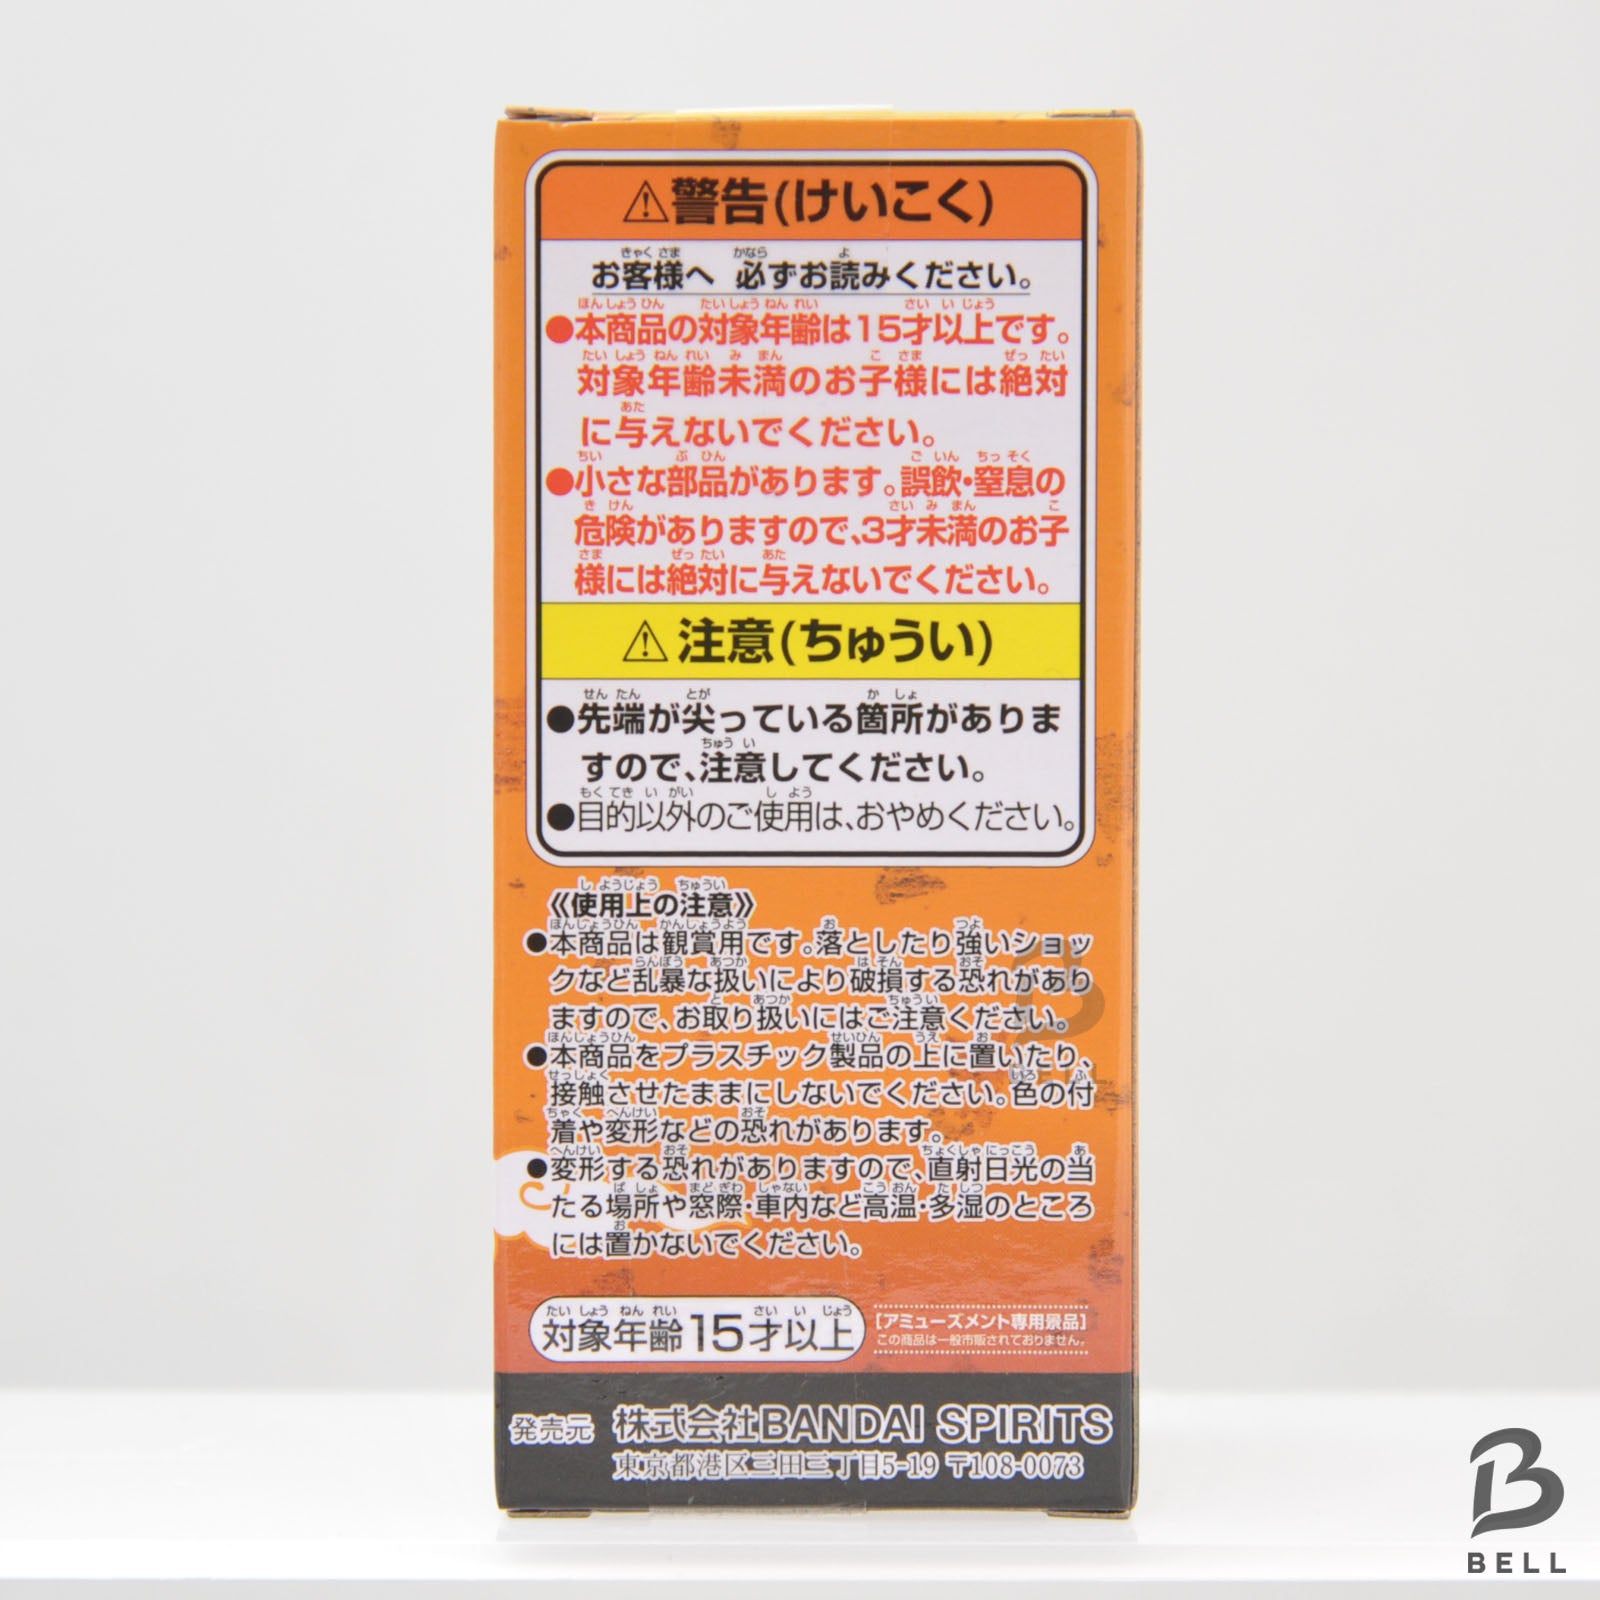 ⚠警告(けいこく)
お客様へ 必ずお読みください。
●本商品の対象年齢は15才以上です。
対象年齢未満のお子様には絶対
に与えないでください。
●小さな部品があります。誤飲・窒息の
危険がありますので、3才未満のお子
様には絶対に与えないでください。
⚠注意(ちゅうい)
●先端が尖っている箇所がありま
すので、注意してください。
●目的以外のご使用は、おやめください。
《使用上の注意》
●本商品は観賞用です。落としたり強いショッ
クなど乱暴な扱いにより破損する恐れがあり
ますので、お取り扱いにはご注意ください。
●本商品をプラスチック製品の上に置いたり、
接触させたままにしないでください。色の付
着や変形などの恐れがあります。
●変形する恐れがありますので、直射日光の当
たる場所や窓際・車内など高温・多湿のところ
には置かないでください。
対象年齢15才以上
[アミューズメント専用景品]
この商品は一般市販されておりません。
発売元 株式会社BANDAI SPIRITS
東京都港区三田三丁目5-19 〒108-0073
B
BELL
B
BELL